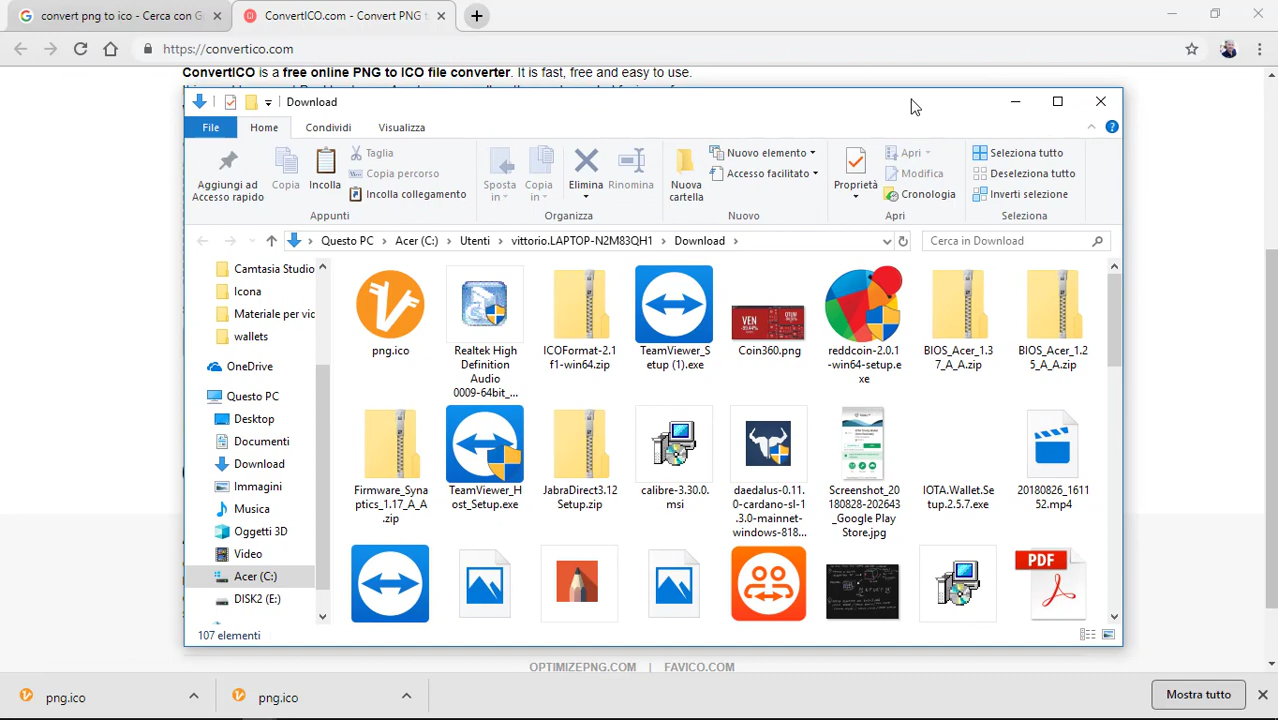 convert png to ico - Cerca con G
ConvertICO.com - Convert PNG t
https://convertico.com
ConvertICO is a free online PNG to ICO file converter. It is fast, free and easy to use.
Download
File
Home
Condividi
Visualizza
Aggiungi ad Accesso rapido
Copia
Incolla
Taglia
Copia percorso
Incolla collegamento
Appunti
Sposta in
Copia in
Elimina
Rinomina
Organizza
Nuova cartella
Nuovo elemento
Accesso facilitato
Nuovo
Proprietà
Apri
Modifica
Cronologia
Apri
Seleziona tutto
Deseleziona tutto
Inverti selezione
Seleziona
Questo PC
Acer (C:)
Utenti
vittorio.LAPTOP-N2M83QH1
Download
Cerca in Download
Camtasia Studio
Icona
Materiale per vic
wallets
OneDrive
Questo PC
Desktop
Documenti
Download
Immagini
Musica
Oggetti 3D
Video
Acer (C:)
DISK2 (E:)
png.ico
Realtek High
Definition
Audio
0009-64bit_...
ICOFormat-2.1
f1-win64.zip
TeamViewer_S
etup (1).exe
VEN
Coin360.png
reddcoin-2.0.1
-win64-setup.e
xe
BIOS_Acer_1.3
7_A_A.zip
BIOS_Acer_1.2
5_A_A.zip
Firmware_Syna
ptics_1.17_A_A
.zip
TeamViewer_H
ost_Setup.exe
JabraDirect3.12
Setup.zip
calibre-3.30.0.
msi
daedalus-0.11.
0-cardano-sl-1
.3.0-mainnet-
windows-818...
Screenshot_20
180828-202643
_Google Play
Store.jpg
IOTA.Wallet.Se
tup.2.5.7.exe
20180826_1611
52.mp4
PDF
107 elementi
OPTIMIZEPNG.COM | FAVICO.COM
png.ico
png.ico
Mostra tutto